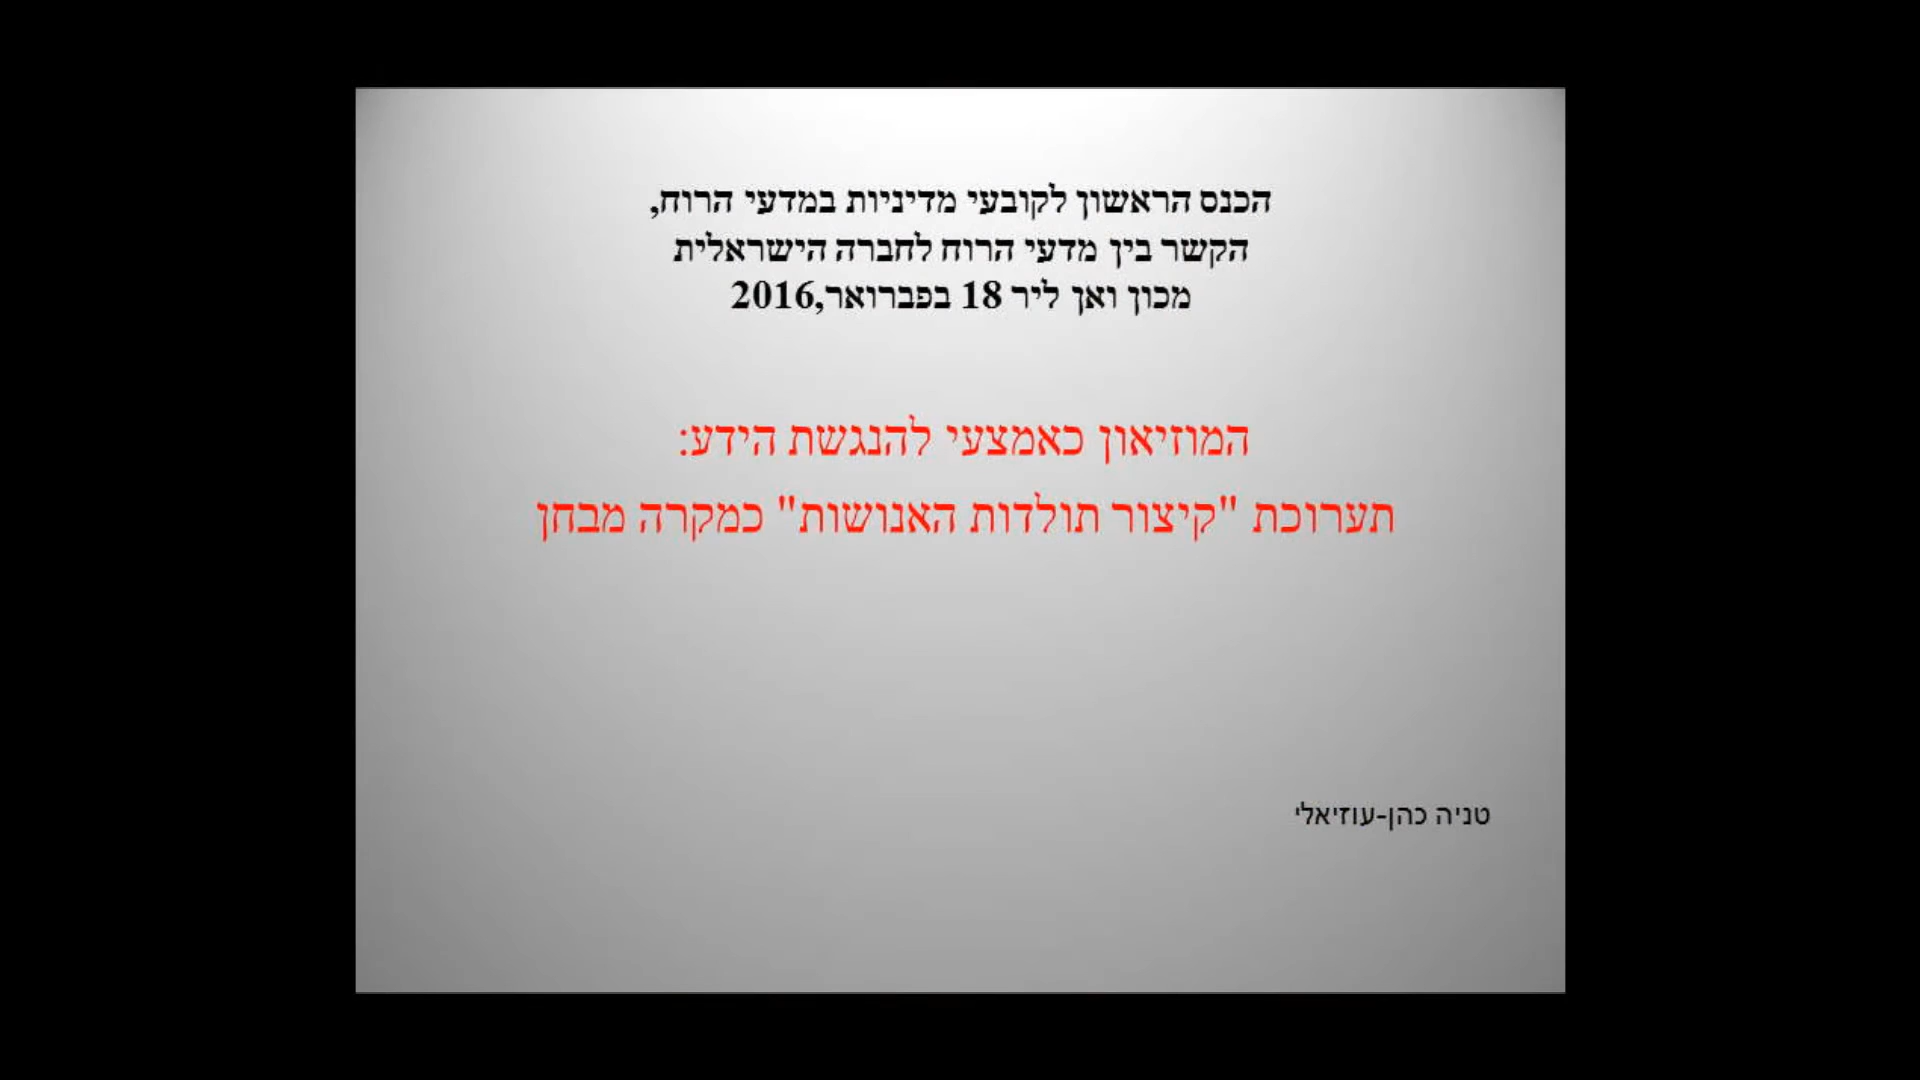 הכנס הראשון לקובעי מדיניות במדעי הרוח,
הקשר בין מדעי הרוח לחברה הישראלית
מכון ואן ליר 18 בפברואר,2016
המוזיאון כאמצעי להנגשת הידע:
תערוכת "קיצור תולדות האנושות" כמקרה מבחן
טניה כהן-עוזיאלי